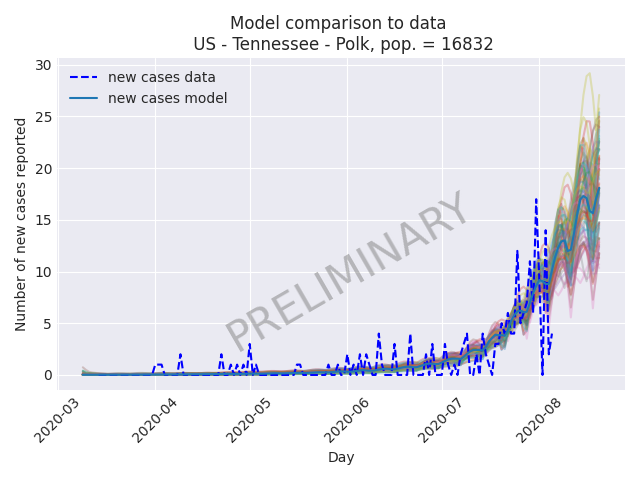 Model comparison to data
US - Tennessee - Polk, pop. = 16832
30
25
20
15
10
5
0
Number of new cases reported
new cases data
new cases model
PRELIMINARY
2020-03
2020-04
2020-05
2020-06
2020-07
2020-08
Day